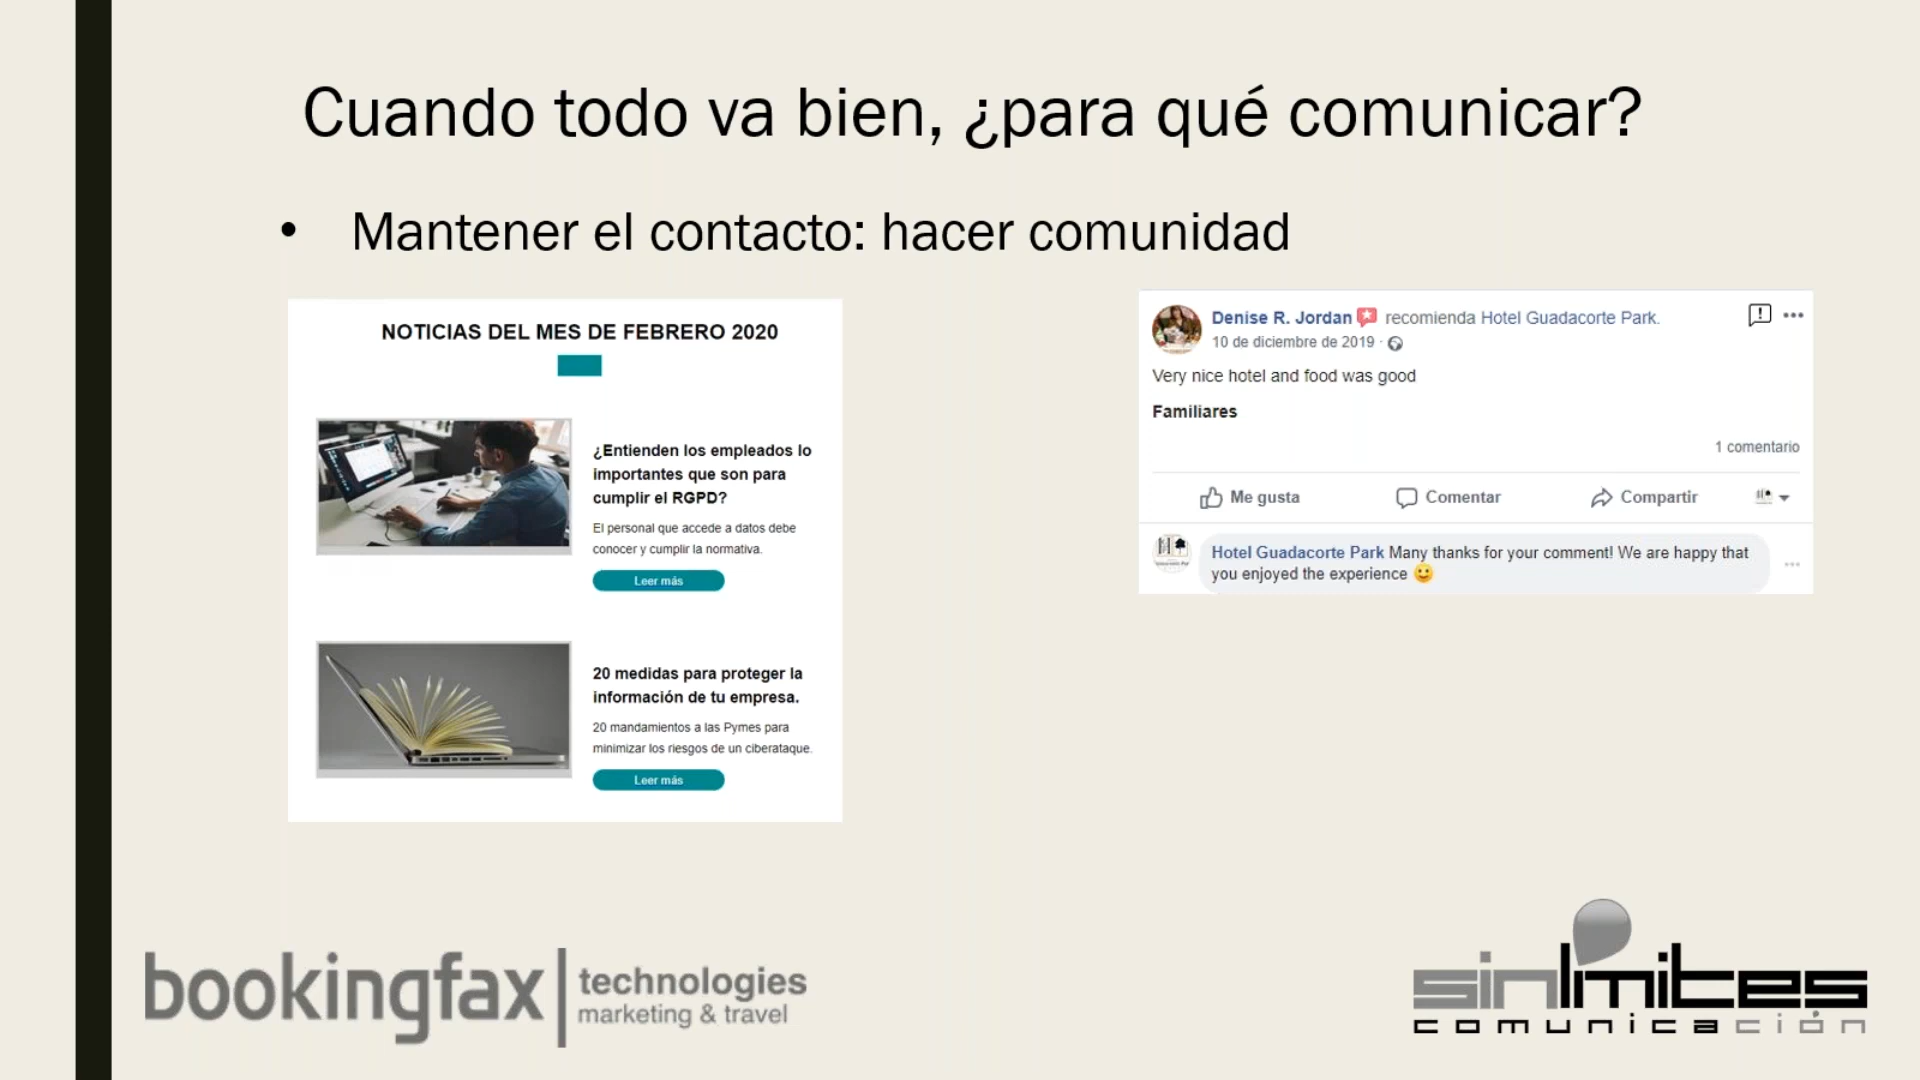 Cuando todo va bien, ¿para qué comunicar?
• Mantener el contacto: hacer comunidad
NOTICIAS DEL MES DE FEBRERO 2020
¿Entienden los empleados lo
importantes que son para
cumplir el RGPD?
El personal que accede a datos debe
conocer y cumplir la normativa.
Leer más
20 medidas para proteger la
información de tu empresa.
20 mandamientos a las Pymes para
minimizar los riesgos de un ciberataque.
Leer más
Denise R. Jordan recomienda Hotel Guadacorte Park.
10 de diciembre de 2019 ·
Very nice hotel and food was good
Familiares
1 comentario
Me gusta Comentar Compartir
Hotel Guadacorte Park Many thanks for your comment! We are happy that
you enjoyed the experience 🙂
bookingfax technologies
marketing & travel
sinlímites
comunicación